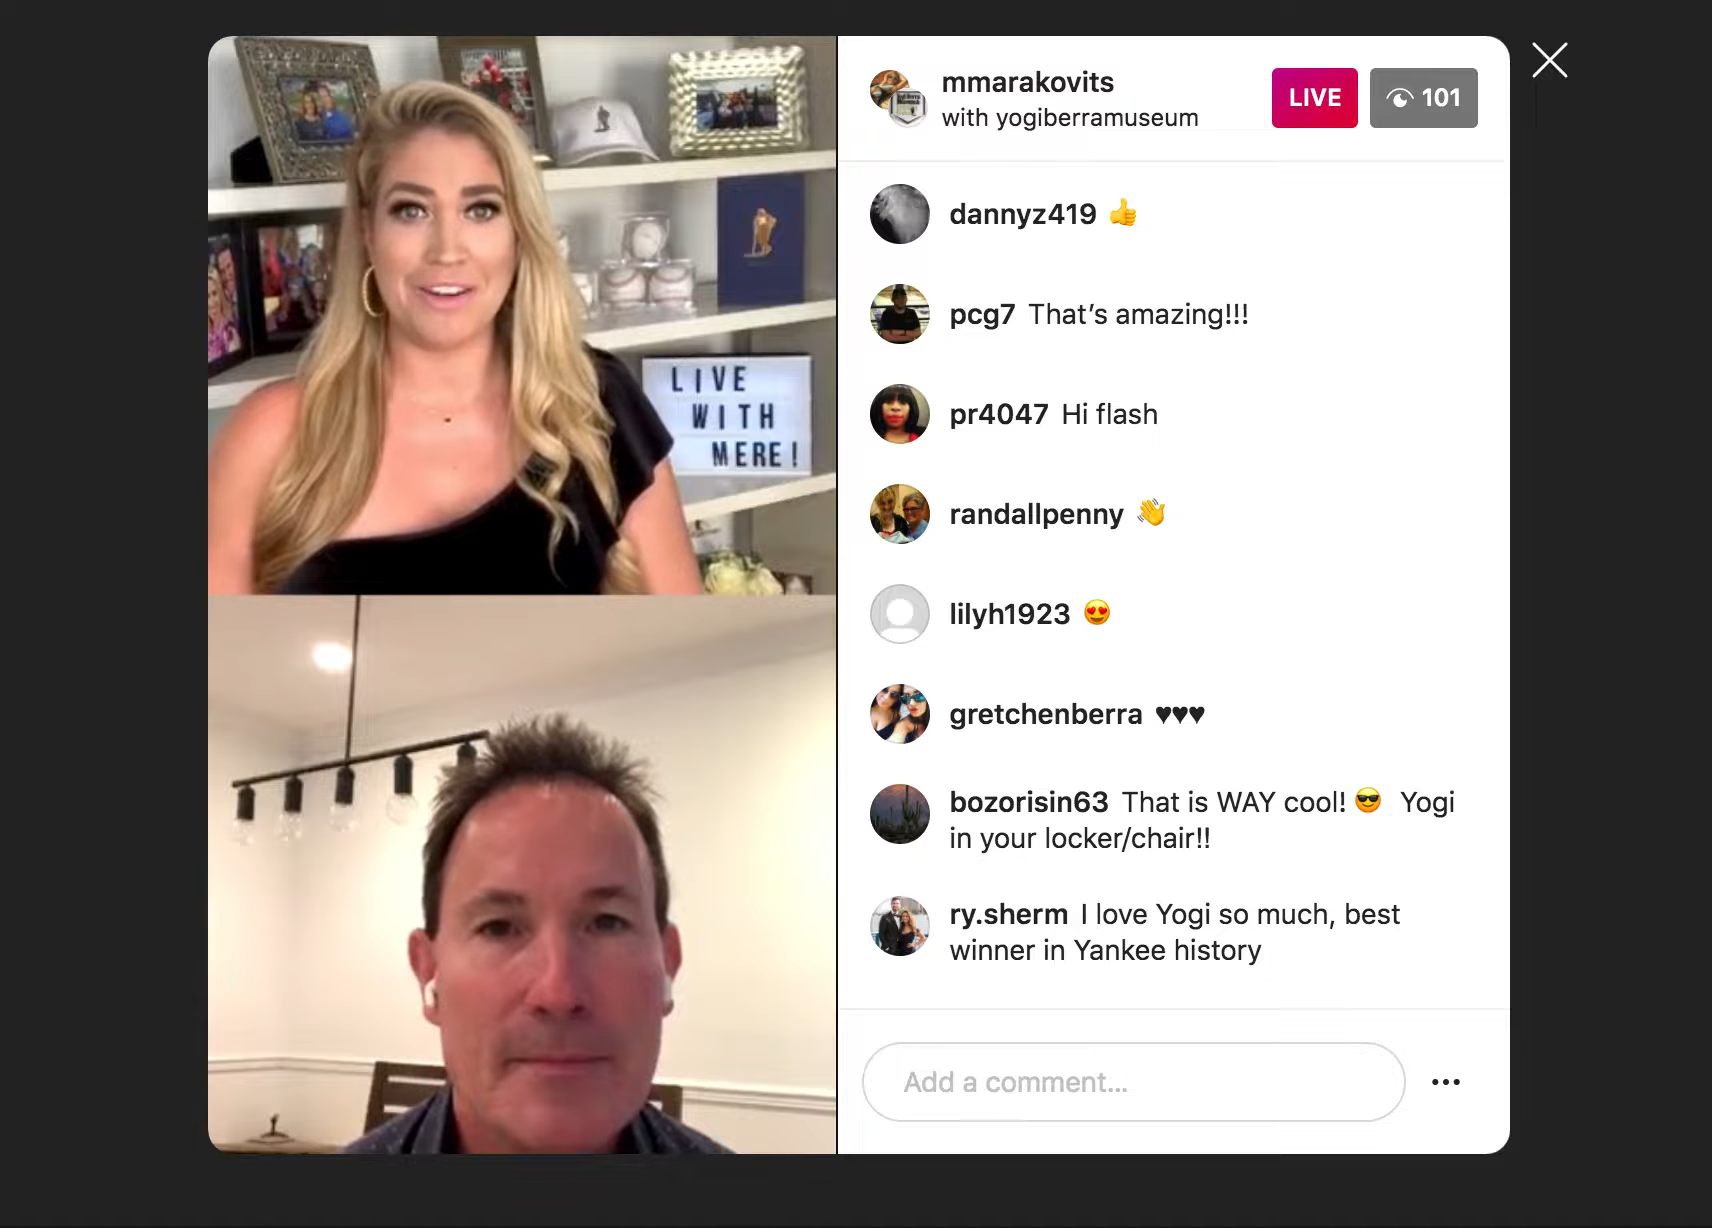 LIVE
WITH
MERE!
mmarakovits
with yogiberramuseum
LIVE
101
dannyz419 👍
pcg7 That’s amazing!!!
pr4047 Hi flash
randallpenny 👋
lilyh1923 😍
gretchenberra ♥♥♥
bozorisin63 That is WAY cool! 😎 Yogi
in your locker/chair!!
ry.sherm I love Yogi so much, best
winner in Yankee history
Add a comment...